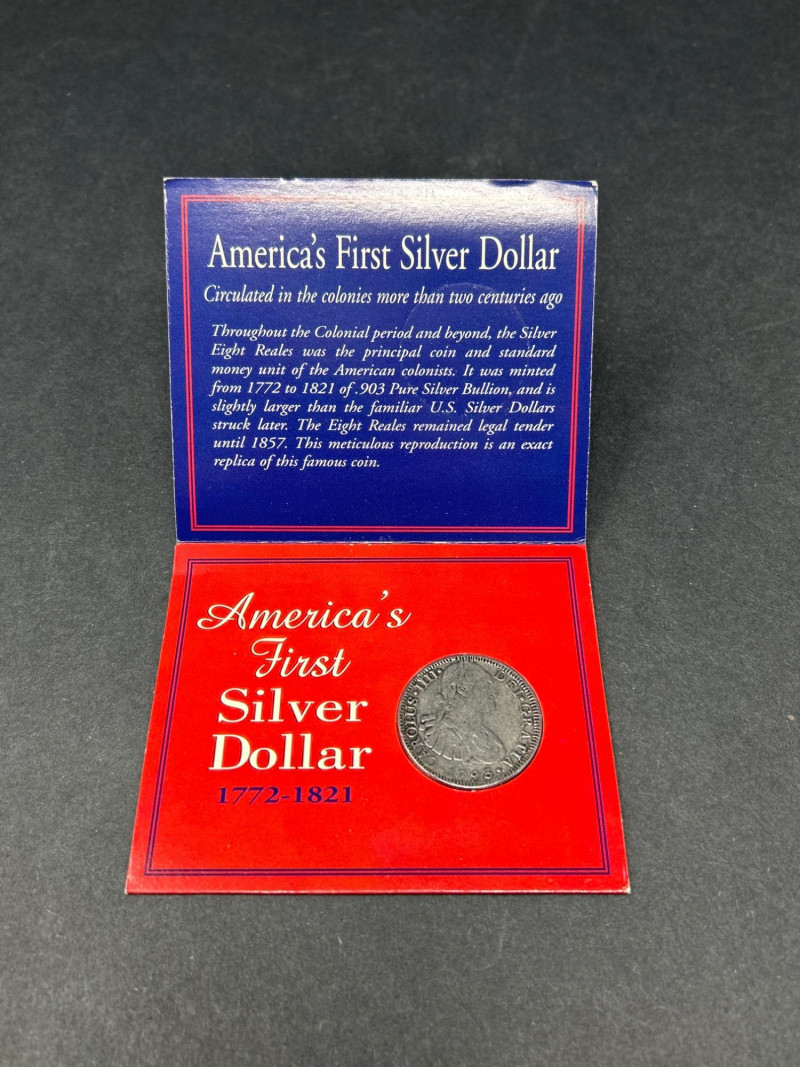 America's First Silver Dollar
Circulated in the colonies more than two centuries ago
Throughout the Colonial period and beyond, the Silver
Eight Reales was the principal coin and standard
money unit of the American colonists. It was minted
from 1772 to 1821 of .903 Pure Silver Bullion, and is
slightly larger than the familiar U.S. Silver Dollars
struck later. The Eight Reales remained legal tender
until 1857. This meticulous reproduction is an exact
replica of this famous coin.
America's
First
Silver
Dollar
1772-1821
CAROLUS·IIII· DEI·GRATIA